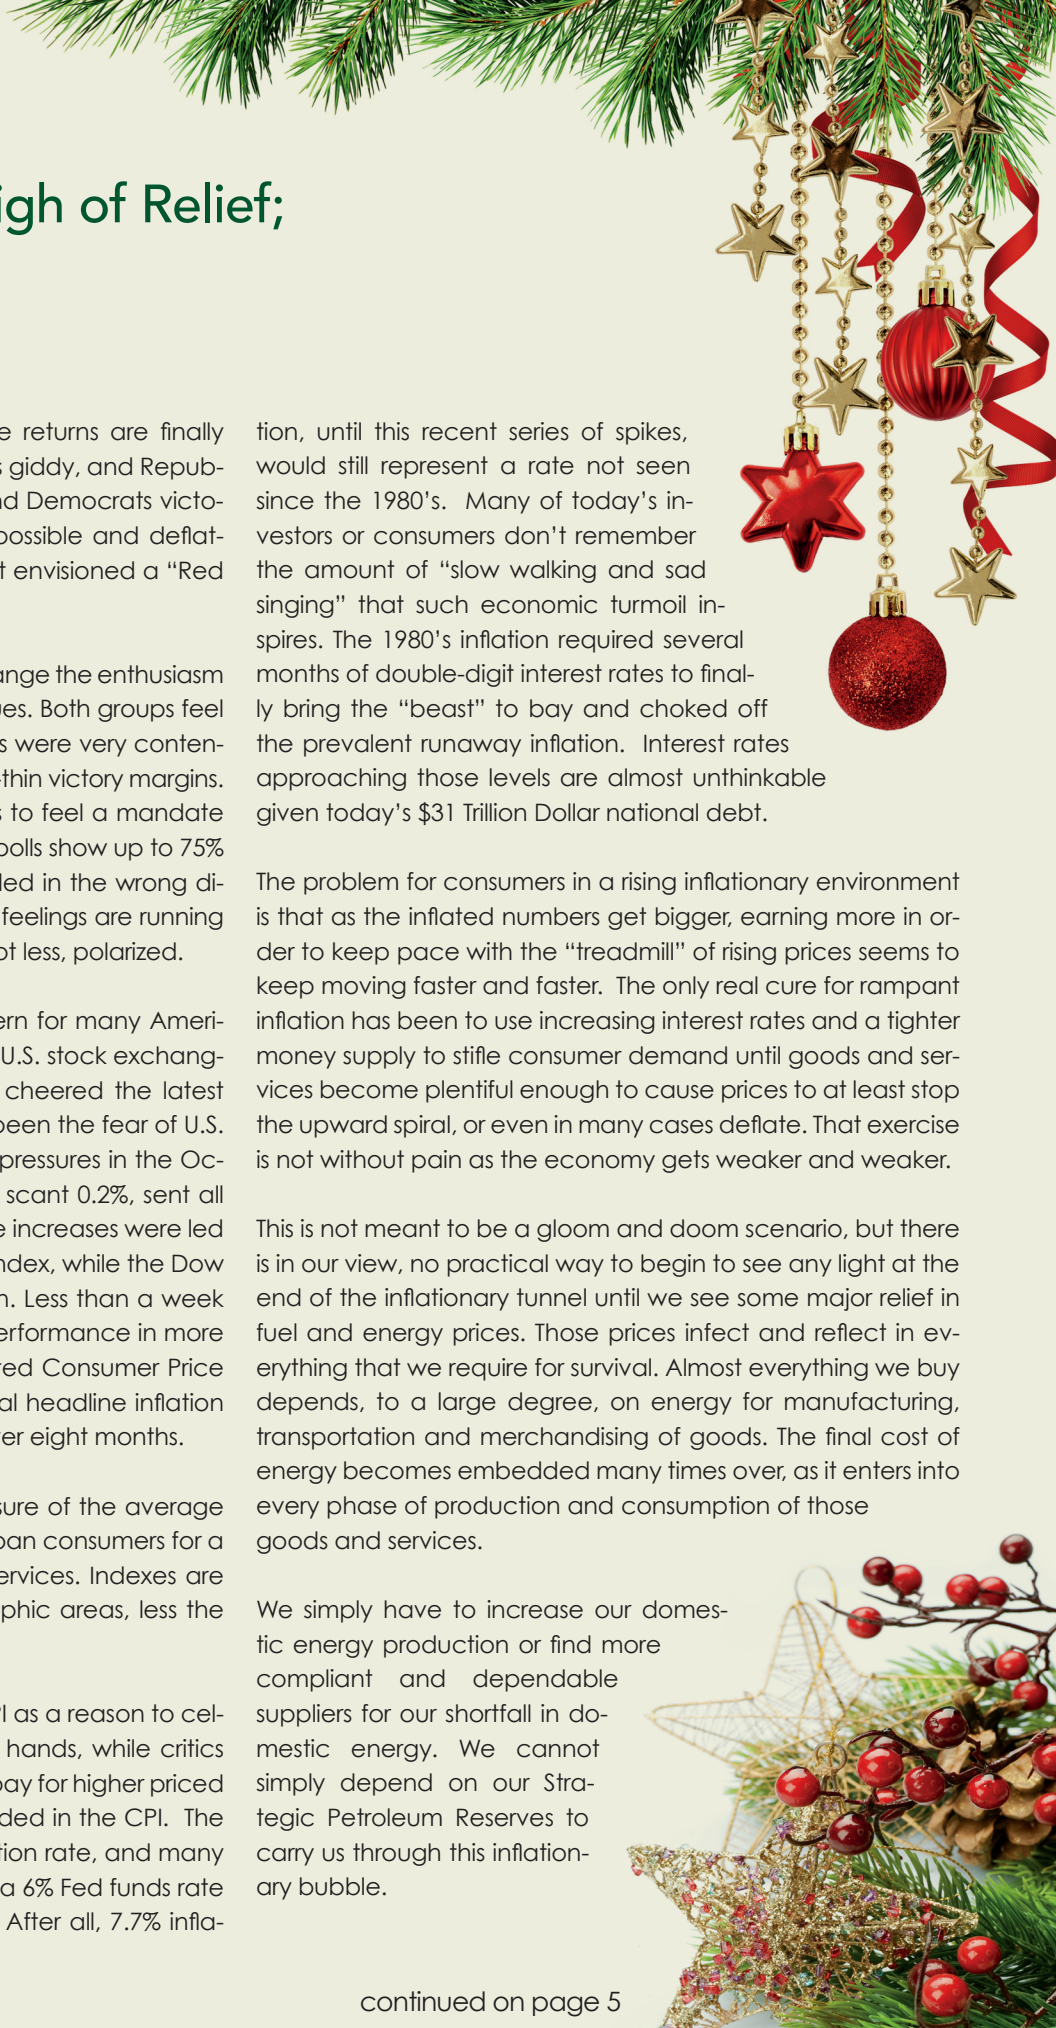 igh of Relief;
e returns are finally
s giddy, and Repub-
nd Democrats victo-
possible and deflat-
t envisioned a “Red
ange the enthusiasm
ues. Both groups feel
s were very conten-
-thin victory margins.
s to feel a mandate
polls show up to 75%
led in the wrong di-
feelings are running
ot less, polarized.
ern for many Ameri-
U.S. stock exchang-
cheered the latest
been the fear of U.S.
pressures in the Oc-
scant 0.2%, sent all
e increases were led
ndex, while the Dow
n. Less than a week
erformance in more
ted Consumer Price
al headline inflation
ver eight months.
sure of the average
ban consumers for a
ervices. Indexes are
phic areas, less the
PI as a reason to cel-
hands, while critics
pay for higher priced
ded in the CPI.  The
tion rate, and many
a 6% Fed funds rate
After all, 7.7% infla-
tion, until this recent series of spikes,
would still represent a rate not seen
since the 1980’s.  Many of today’s in-
vestors or consumers don’t remember
the amount of “slow walking and sad
singing” that such economic turmoil in-
spires. The 1980’s inflation required several
months of double-digit interest rates to final-
ly bring the “beast” to bay and choked off
the prevalent runaway inflation.  Interest rates
approaching those levels are almost unthinkable
given today’s $31 Trillion Dollar national debt.
The problem for consumers in a rising inflationary environment
is that as the inflated numbers get bigger, earning more in or-
der to keep pace with the “treadmill” of rising prices seems to
keep moving faster and faster.  The only real cure for rampant
inflation has been to use increasing interest rates and a tighter
money supply to stifle consumer demand until goods and ser-
vices become plentiful enough to cause prices to at least stop
the upward spiral, or even in many cases deflate. That exercise
is not without pain as the economy gets weaker and weaker.
This is not meant to be a gloom and doom scenario, but there
is in our view, no practical way to begin to see any light at the
end of the inflationary tunnel until we see some major relief in
fuel and energy prices. Those prices infect and reflect in ev-
erything that we require for survival. Almost everything we buy
depends, to a large degree, on energy for manufacturing,
transportation and merchandising of goods. The final cost of
energy becomes embedded many times over, as it enters into
every phase of production and consumption of those
goods and services.
We simply have to increase our domes-
tic energy production or find more
compliant and dependable
suppliers for our shortfall in do-
mestic energy. We cannot
simply depend on our Stra-
tegic Petroleum Reserves to
carry us through this inflation-
ary bubble.
continued on page 5